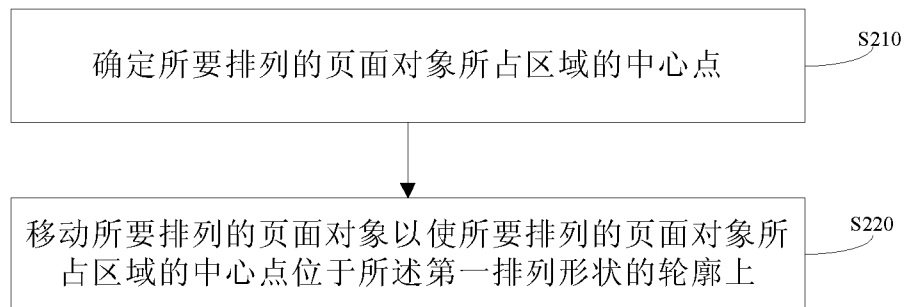 确定所要排列的页面对象所占区域的中心点
S210
移动所要排列的页面对象以使所要排列的页面对象所
占区域的中心点位于所述第一排列形状的轮廓上
S220